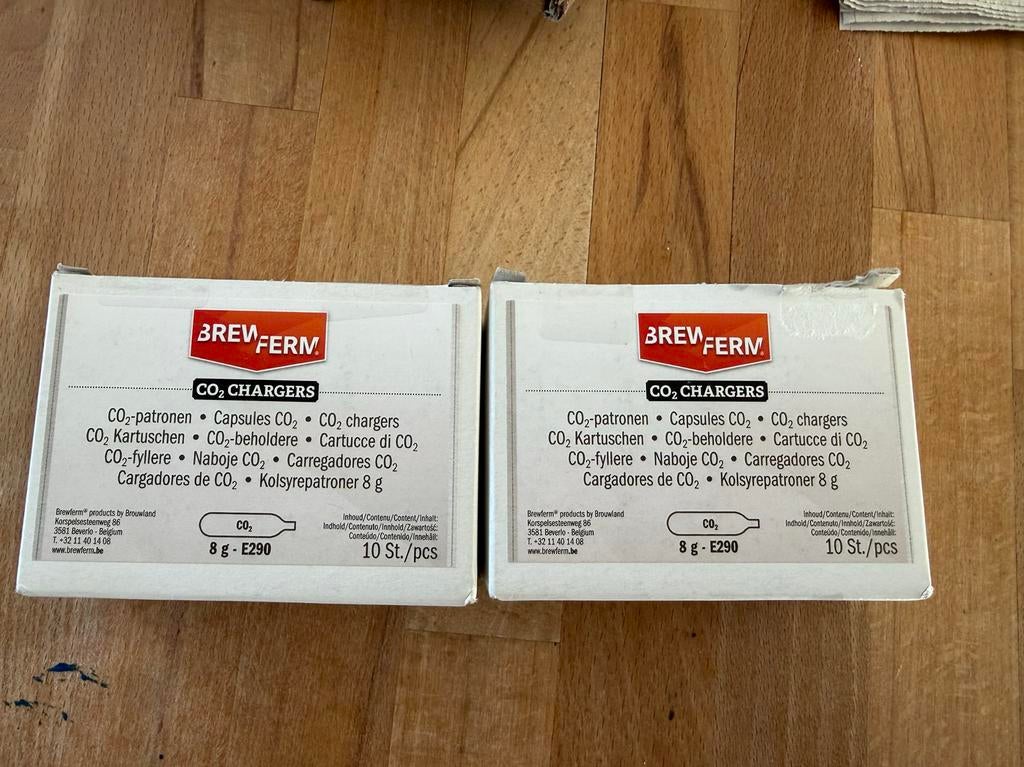 BREWFERM®
CO₂ CHARGERS
CO₂-patronen • Capsules CO₂ • CO₂ chargers
CO₂ Kartuschen • CO₂-beholdere • Cartucce di CO₂
CO₂-fyllere • Naboje CO₂ • Carregadores CO₂
Cargadores de CO₂ • Kolsyrepatroner 8 g
Brewferm® products by Brouwland
Korspelsesteenweg 86
3581 Beverlo - Belgium
T. +32 11 40 14 08
www.brewferm.be
CO₂
8 g - E290
Inhoud/Contenu/Content/Inhalt:
Indhold/Contenuto/Innhold/Zawartość:
Conteúdo/Contenido/Innehåll:
10 St./pcs
BREWFERM®
CO₂ CHARGERS
CO₂-patronen • Capsules CO₂ • CO₂ chargers
CO₂ Kartuschen • CO₂-beholdere • Cartucce di CO₂
CO₂-fyllere • Naboje CO₂ • Carregadores CO₂
Cargadores de CO₂ • Kolsyrepatroner 8 g
Brewferm® products by Brouwland
Korspelsesteenweg 86
3581 Beverlo - Belgium
T. +32 11 40 14 08
www.brewferm.be
CO₂
8 g - E290
Inhoud/Contenu/Content/Inhalt:
Indhold/Contenuto/Innhold/Zawartość:
Conteúdo/Contenido/Innehåll:
10 St./pcs